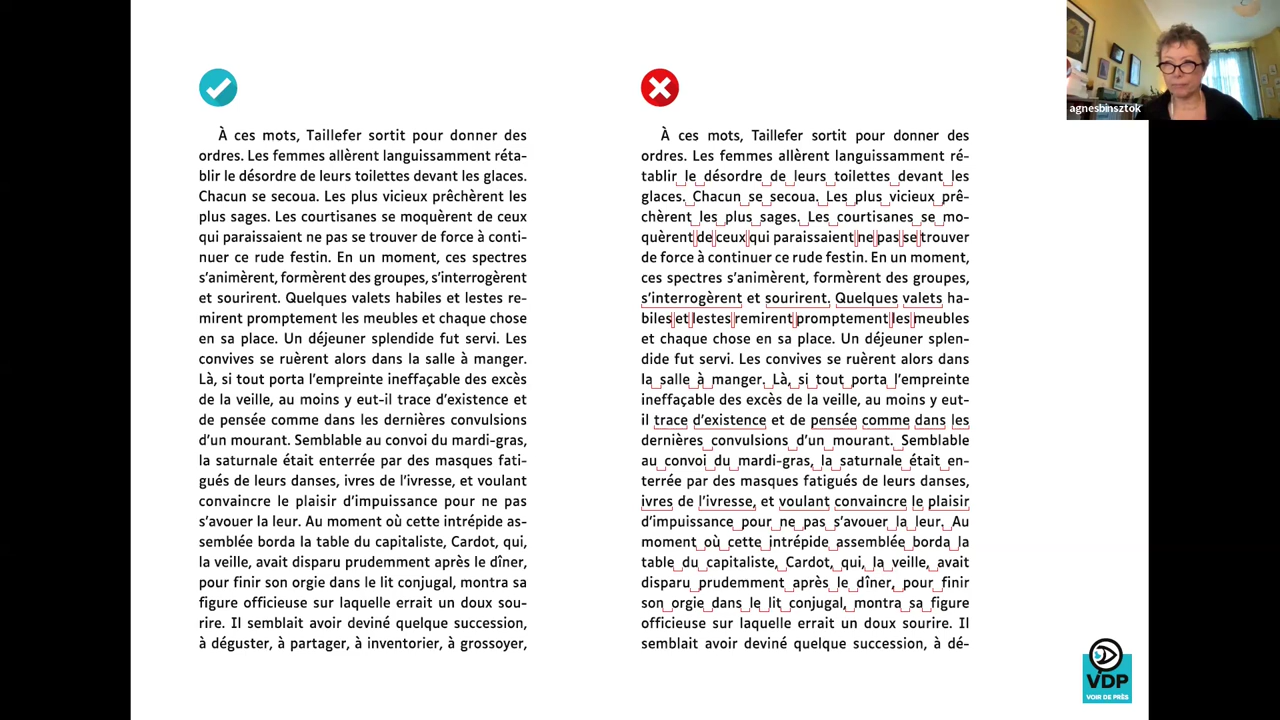 À ces mots, Taillefer sortit pour donner des
ordres. Les femmes allèrent languissamment réta-
blir le désordre de leurs toilettes devant les glaces.
Chacun se secoua. Les plus vicieux prêchèrent les
plus sages. Les courtisanes se moquèrent de ceux
qui paraissaient ne pas se trouver de force à conti-
nuer ce rude festin. En un moment, ces spectres
s'animèrent, formèrent des groupes, s'interrogèrent
et sourirent. Quelques valets habiles et lestes re-
mirent promptement les meubles et chaque chose
en sa place. Un déjeuner splendide fut servi. Les
convives se ruèrent alors dans la salle à manger.
Là, si tout porta l'empreinte ineffaçable des excès
de la veille, au moins y eut-il trace d'existence et
de pensée comme dans les dernières convulsions
d'un mourant. Semblable au convoi du mardi-gras,
la saturnale était enterrée par des masques fati-
gués de leurs danses, ivres de l'ivresse, et voulant
convaincre le plaisir d'impuissance pour ne pas
s'avouer la leur. Au moment où cette intrépide as-
semblée borda la table du capitaliste, Cardot, qui,
la veille, avait disparu prudemment après le dîner,
pour finir son orgie dans le lit conjugal, montra sa
figure officieuse sur laquelle errait un doux sou-
rire. Il semblait avoir deviné quelque succession,
à déguster, à partager, à inventorier, à grossoyer,
À ces mots, Taillefer sortit pour donner des
ordres. Les femmes allèrent languissamment ré-
tablir le désordre de leurs toilettes devant les
glaces. Chacun se secoua. Les plus vicieux prê-
chèrent les plus sages. Les courtisanes se mo-
quèrent de ceux qui paraissaient ne pas se trouver
de force à continuer ce rude festin. En un moment,
ces spectres s'animèrent, formèrent des groupes,
s'interrogèrent et sourirent. Quelques valets ha-
biles et lestes remirent promptement les meubles
et chaque chose en sa place. Un déjeuner splen-
dide fut servi. Les convives se ruèrent alors dans
la salle à manger. Là, si tout porta l'empreinte
ineffaçable des excès de la veille, au moins y eut-
il trace d'existence et de pensée comme dans les
dernières convulsions d'un mourant. Semblable
au convoi du mardi-gras, la saturnale était en-
terrée par des masques fatigués de leurs danses,
ivres de l'ivresse, et voulant convaincre le plaisir
d'impuissance pour ne pas s'avouer la leur. Au
moment où cette intrépide assemblée borda la
table du capitaliste, Cardot, qui, la veille, avait
disparu prudemment après le dîner, pour finir
son orgie dans le lit conjugal, montra sa figure
officieuse sur laquelle errait un doux sourire. Il
semblait avoir deviné quelque succession, à dé-
agnesbinsztok
VDP
VOIR DE PRÈS